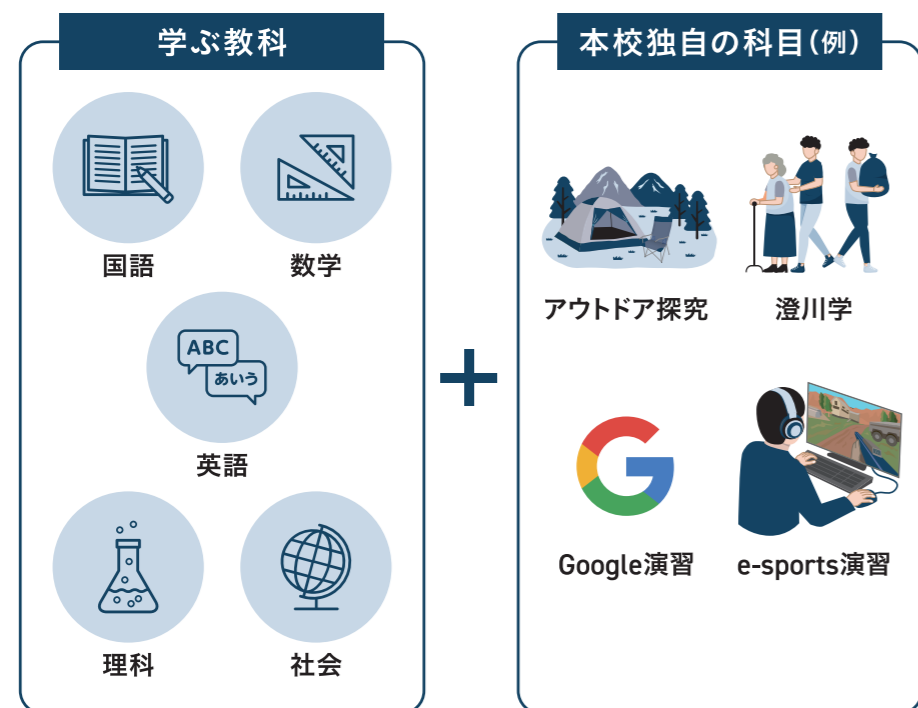 学ぶ教科
国語
数学
ABC
あいう
英語
理科
社会
+
本校独自の科目(例)
アウトドア探究
澄川学
G
Google演習
e-sports演習